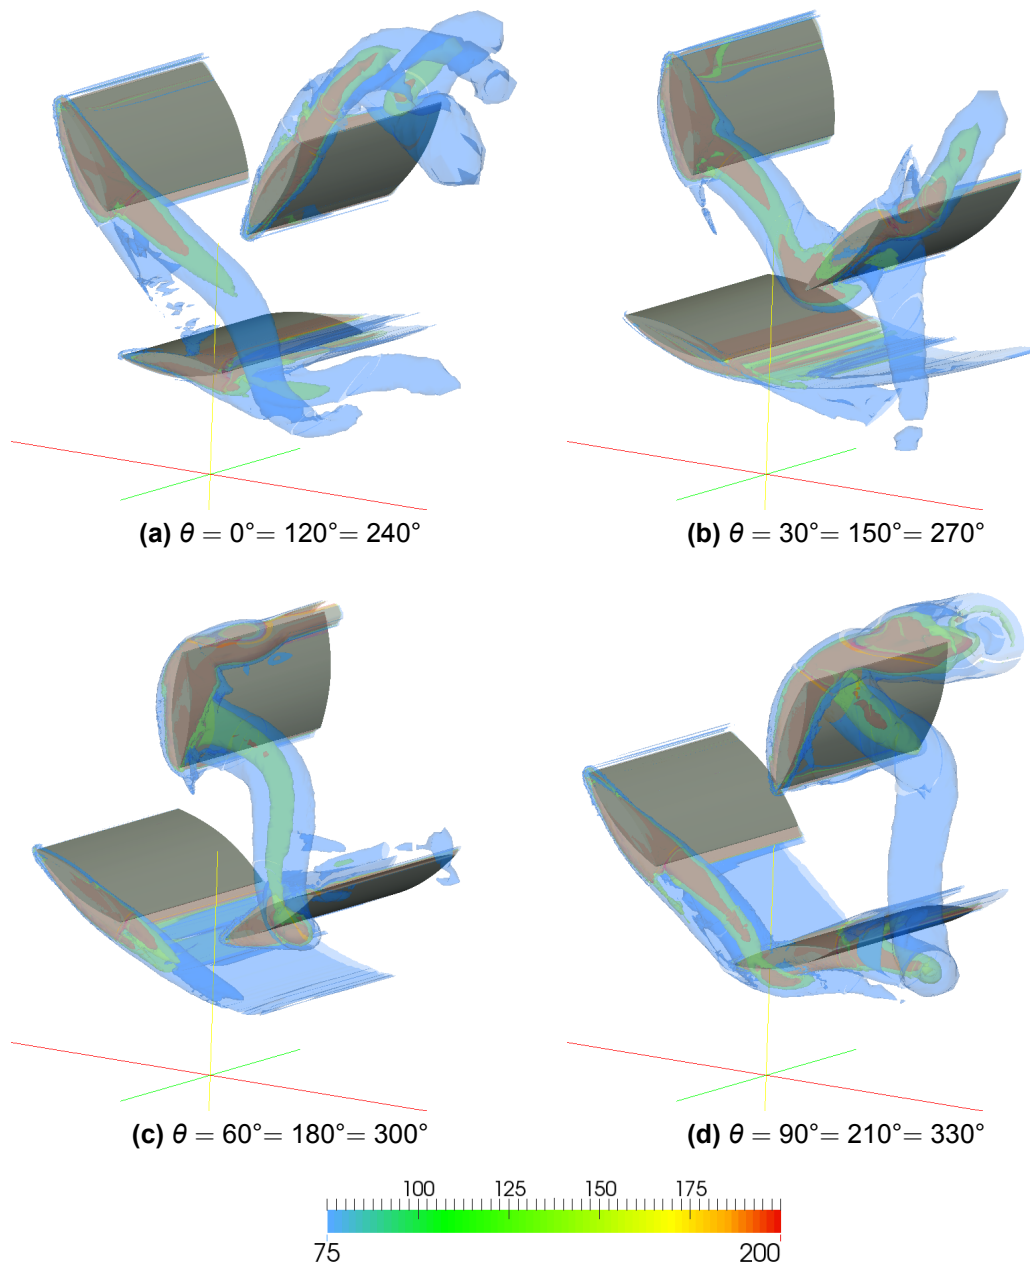 (a) θ = 0°= 120°= 240°
(b) θ = 30°= 150°= 270°
(c) θ = 60°= 180°= 300°
(d) θ = 90°= 210°= 330°
100 125 150 175
75 200